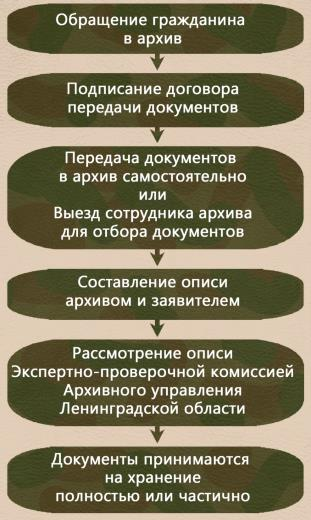 Обращение гражданина
в архив
Подписание договора
передачи документов
Передача документов
в архив самостоятельно
или
Выезд сотрудника архива
для отбора документов
Составление описи
архивом и заявителем
Рассмотрение описи
Экспертно-проверочной комиссией
Архивного управления
Ленинградской области
Документы принимаются
на хранение
полностью или частично